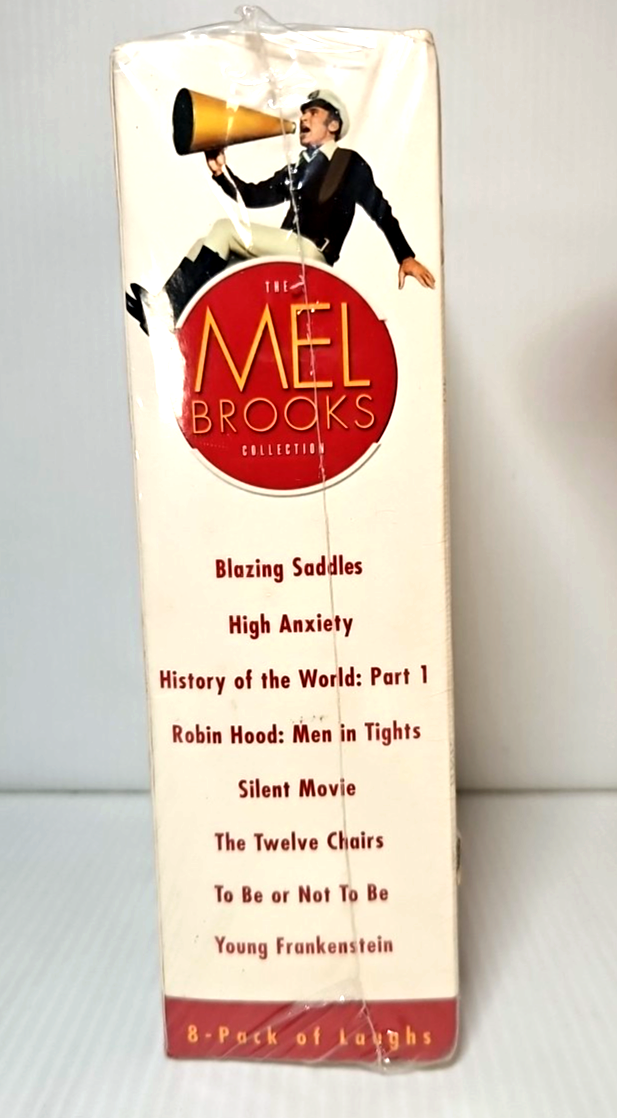 THE
MEL
BROOKS
COLLECTION
Blazing Saddles
High Anxiety
History of the World: Part 1
Robin Hood: Men in Tights
Silent Movie
The Twelve Chairs
To Be or Not To Be
Young Frankenstein
8-Pack of Laughs